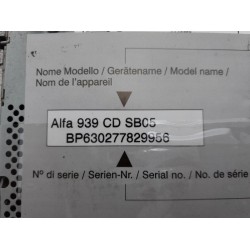 Nome Modello / Gerätename / Model name /
Nom de l'appareil
Alfa 939 CD SB05
BP630277829956
Nº di serie / Serien-Nr. / Serial no. / No. de série